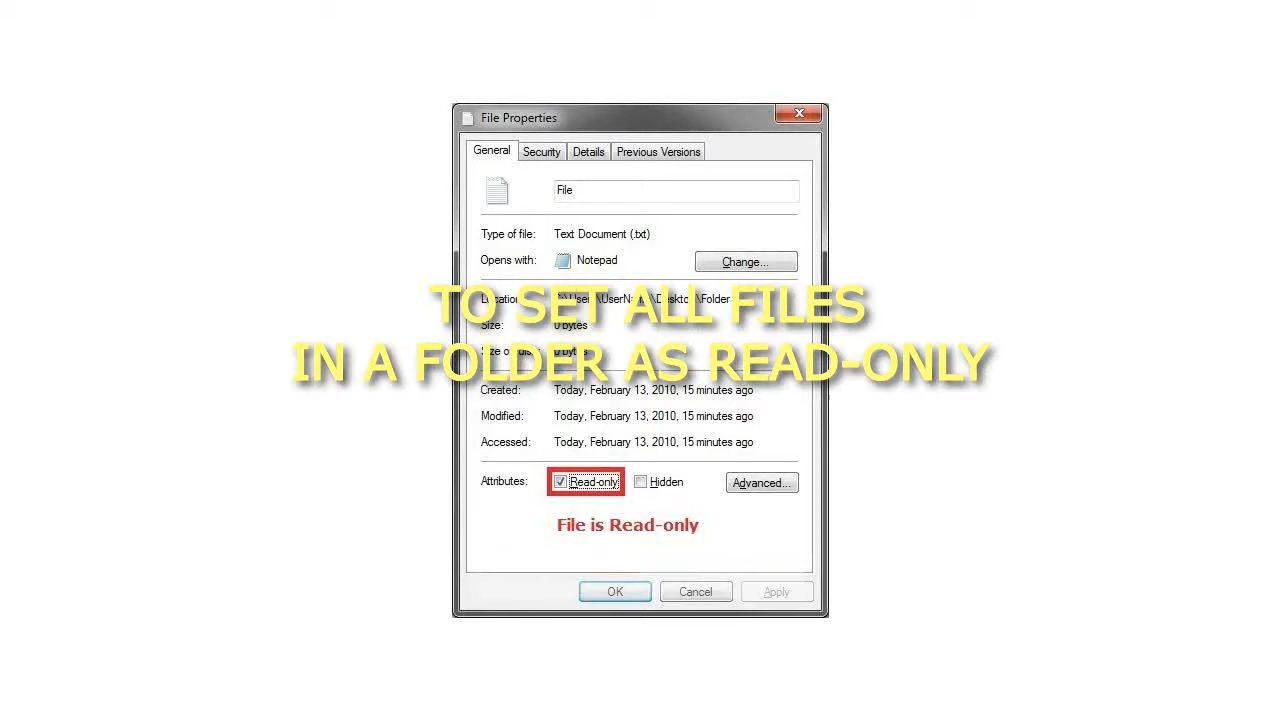 File Properties
General Security Details Previous Versions
File
Type of file: Text Document (.txt)
Opens with: Notepad Change...
TO SET ALL FILES
Size: 0 bytes
IN A FOLDER AS READ-ONLY
Created: Today, February 13, 2010, 15 minutes ago
Modified: Today, February 13, 2010, 15 minutes ago
Accessed: Today, February 13, 2010, 15 minutes ago
Attributes: Read-only Hidden Advanced...
File is Read-only
OK Cancel Apply